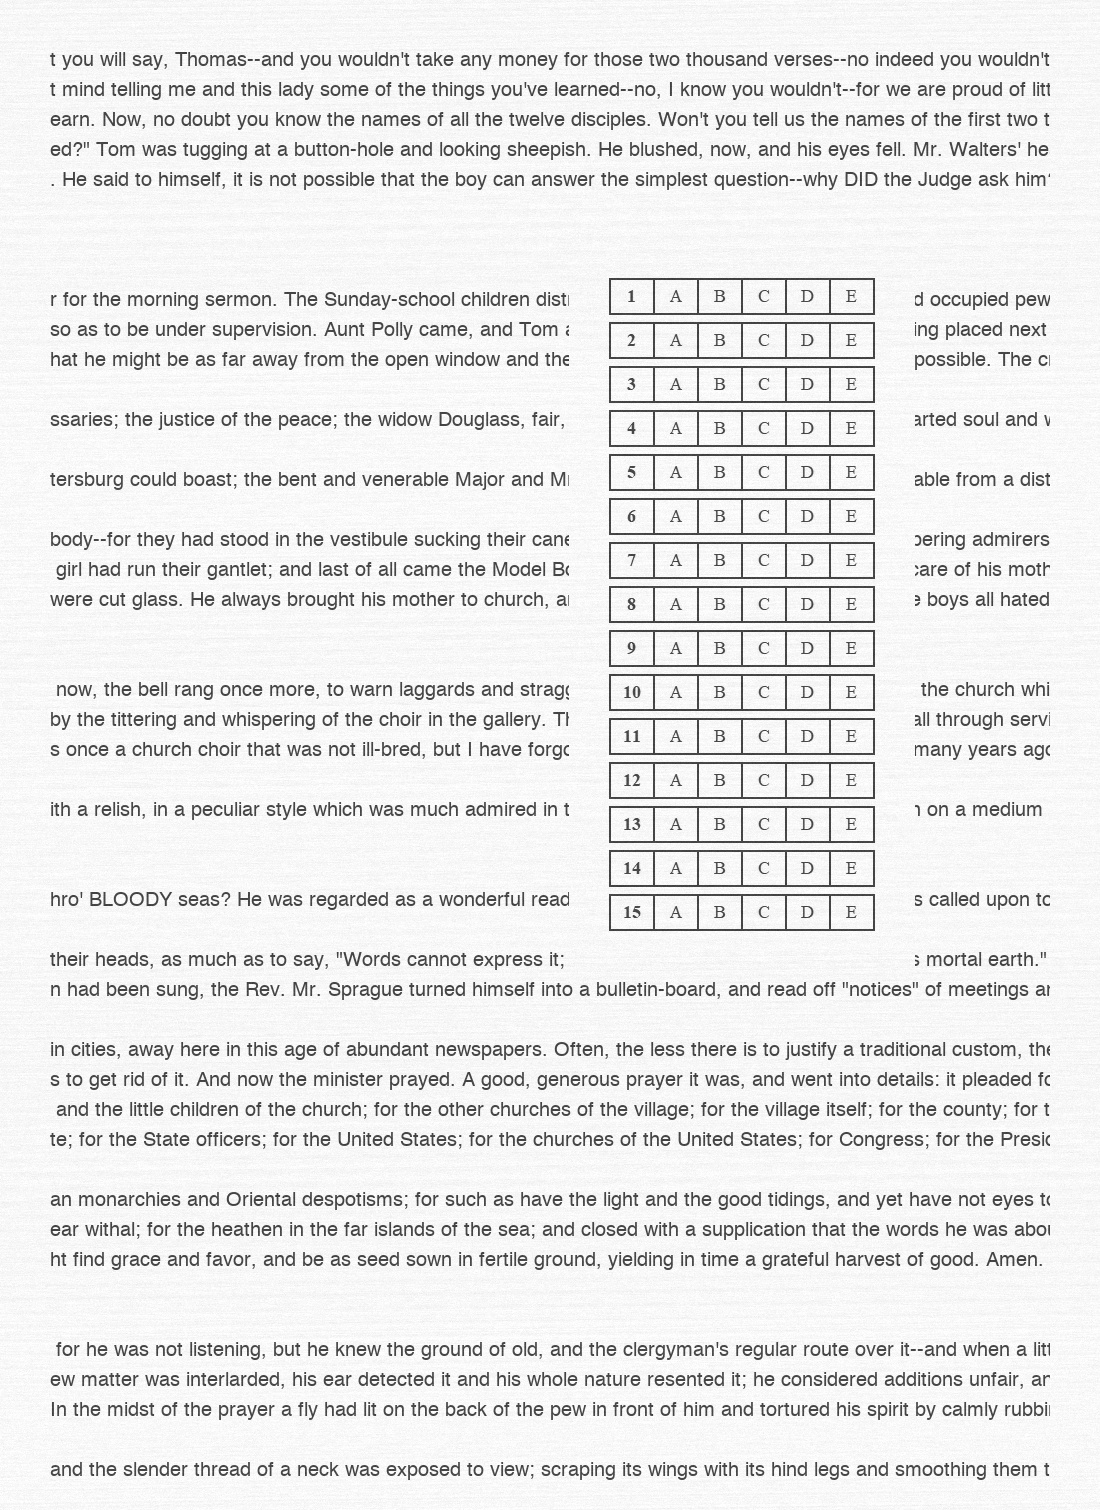 t you will say, Thomas--and you wouldn't take any money for those two thousand verses--no indeed you wouldn't
t mind telling me and this lady some of the things you've learned--no, I know you wouldn't--for we are proud of litt
earn. Now, no doubt you know the names of all the twelve disciples. Won't you tell us the names of the first two t
ed?" Tom was tugging at a button-hole and looking sheepish. He blushed, now, and his eyes fell. Mr. Walters' he
. He said to himself, it is not possible that the boy can answer the simplest question--why DID the Judge ask him?
r for the morning sermon. The Sunday-school children distr d occupied pew
so as to be under supervision. Aunt Polly came, and Tom a ing placed next
hat he might be as far away from the open window and the possible. The cr
ssaries; the justice of the peace; the widow Douglass, fair, arted soul and w
tersburg could boast; the bent and venerable Major and Mr able from a dist
body--for they had stood in the vestibule sucking their cane pering admirers
girl had run their gantlet; and last of all came the Model Bo care of his moth
were cut glass. He always brought his mother to church, an e boys all hated
now, the bell rang once more, to warn laggards and stragg the church whi
by the tittering and whispering of the choir in the gallery. Th all through servi
s once a church choir that was not ill-bred, but I have forgo many years ago
ith a relish, in a peculiar style which was much admired in t n on a medium
hro' BLOODY seas? He was regarded as a wonderful read s called upon to
their heads, as much as to say, "Words cannot express it; s mortal earth."
1 A B C D E
2 A B C D E
3 A B C D E
4 A B C D E
5 A B C D E
6 A B C D E
7 A B C D E
8 A B C D E
9 A B C D E
10 A B C D E
11 A B C D E
12 A B C D E
13 A B C D E
14 A B C D E
15 A B C D E
n had been sung, the Rev. Mr. Sprague turned himself into a bulletin-board, and read off "notices" of meetings an
in cities, away here in this age of abundant newspapers. Often, the less there is to justify a traditional custom, the
s to get rid of it. And now the minister prayed. A good, generous prayer it was, and went into details: it pleaded fo
and the little children of the church; for the other churches of the village; for the village itself; for the county; for t
te; for the State officers; for the United States; for the churches of the United States; for Congress; for the Presid
an monarchies and Oriental despotisms; for such as have the light and the good tidings, and yet have not eyes to
ear withal; for the heathen in the far islands of the sea; and closed with a supplication that the words he was abou
ht find grace and favor, and be as seed sown in fertile ground, yielding in time a grateful harvest of good. Amen.
for he was not listening, but he knew the ground of old, and the clergyman's regular route over it--and when a litt
ew matter was interlarded, his ear detected it and his whole nature resented it; he considered additions unfair, an
In the midst of the prayer a fly had lit on the back of the pew in front of him and tortured his spirit by calmly rubbi
and the slender thread of a neck was exposed to view; scraping its wings with its hind legs and smoothing them t